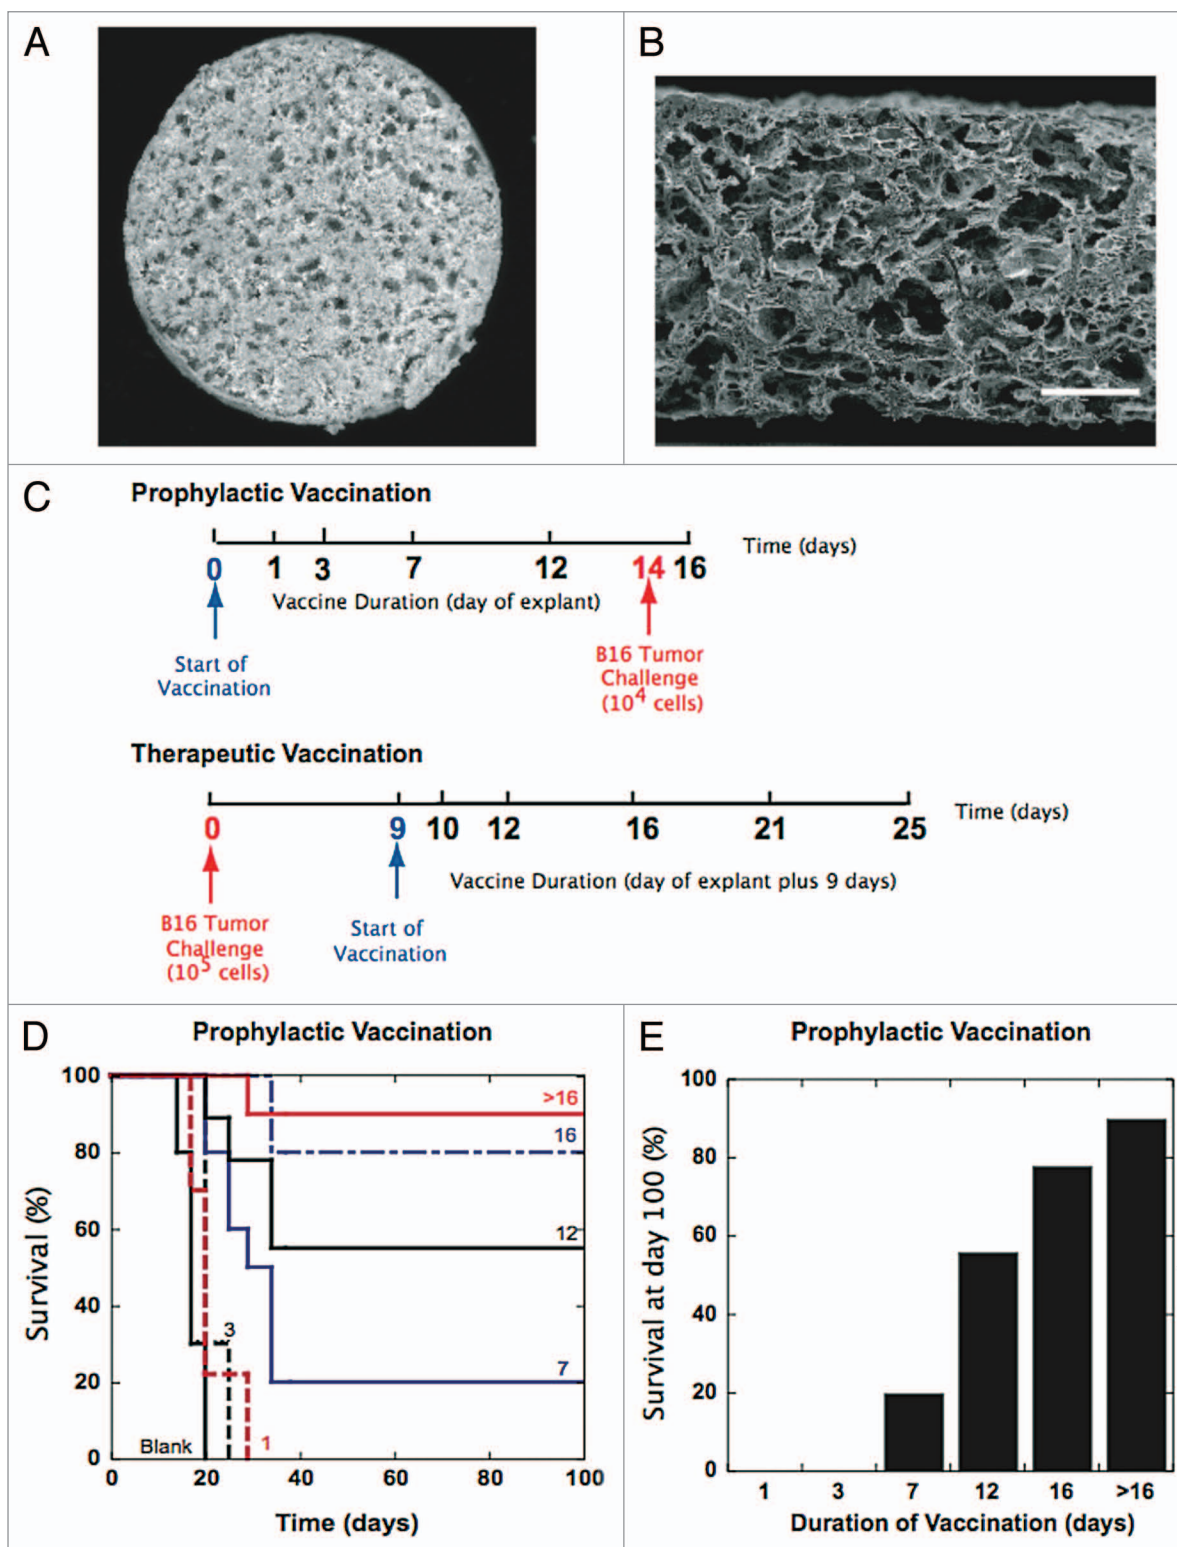 A
B
C
Prophylactic Vaccination
Time (days)
0 1 3 7 12 14 16
Vaccine Duration (day of explant)
Start of
Vaccination
B16 Tumor
Challenge
(10^4 cells)
Therapeutic Vaccination
Time (days)
0 9 10 12 16 21 25
Vaccine Duration (day of explant plus 9 days)
B16 Tumor
Challenge
(10^5 cells)
Start of
Vaccination
D
Prophylactic Vaccination
Survival (%)
100
80
60
40
20
0
>16
16
12
7
3
1
Blank
0 20 40 60 80 100
Time (days)
E
Prophylactic Vaccination
Survival at day 100 (%)
100
80
60
40
20
0
1 3 7 12 16 >16
Duration of Vaccination (days)